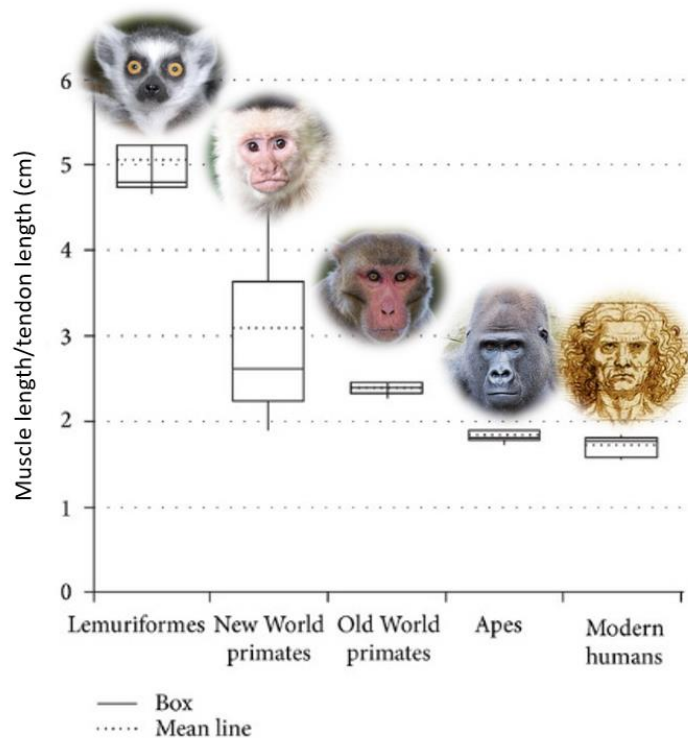 Muscle length/tendon length (cm)
6
5
4
3
2
1
0
Lemuriformes
New World
primates
Old World
primates
Apes
Modern
humans
Box
Mean line